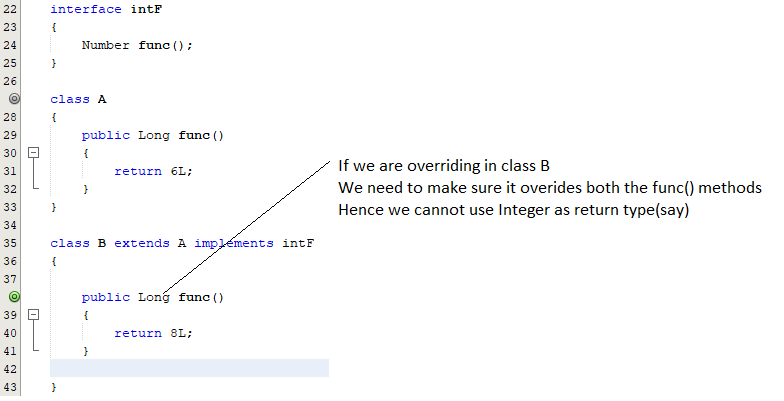 22 interface intF
23 {
24 Number func();
25 }
26
class A
28 {
29 public Long func()
30 {
31 return 6L;
32 }
33 }
34
35 class B extends A implements intF
36 {
37
public Long func()
39 {
40 return 8L;
41 }
42
43 }
If we are overriding in class B
We need to make sure it overides both the func() methods
Hence we cannot use Integer as return type(say)